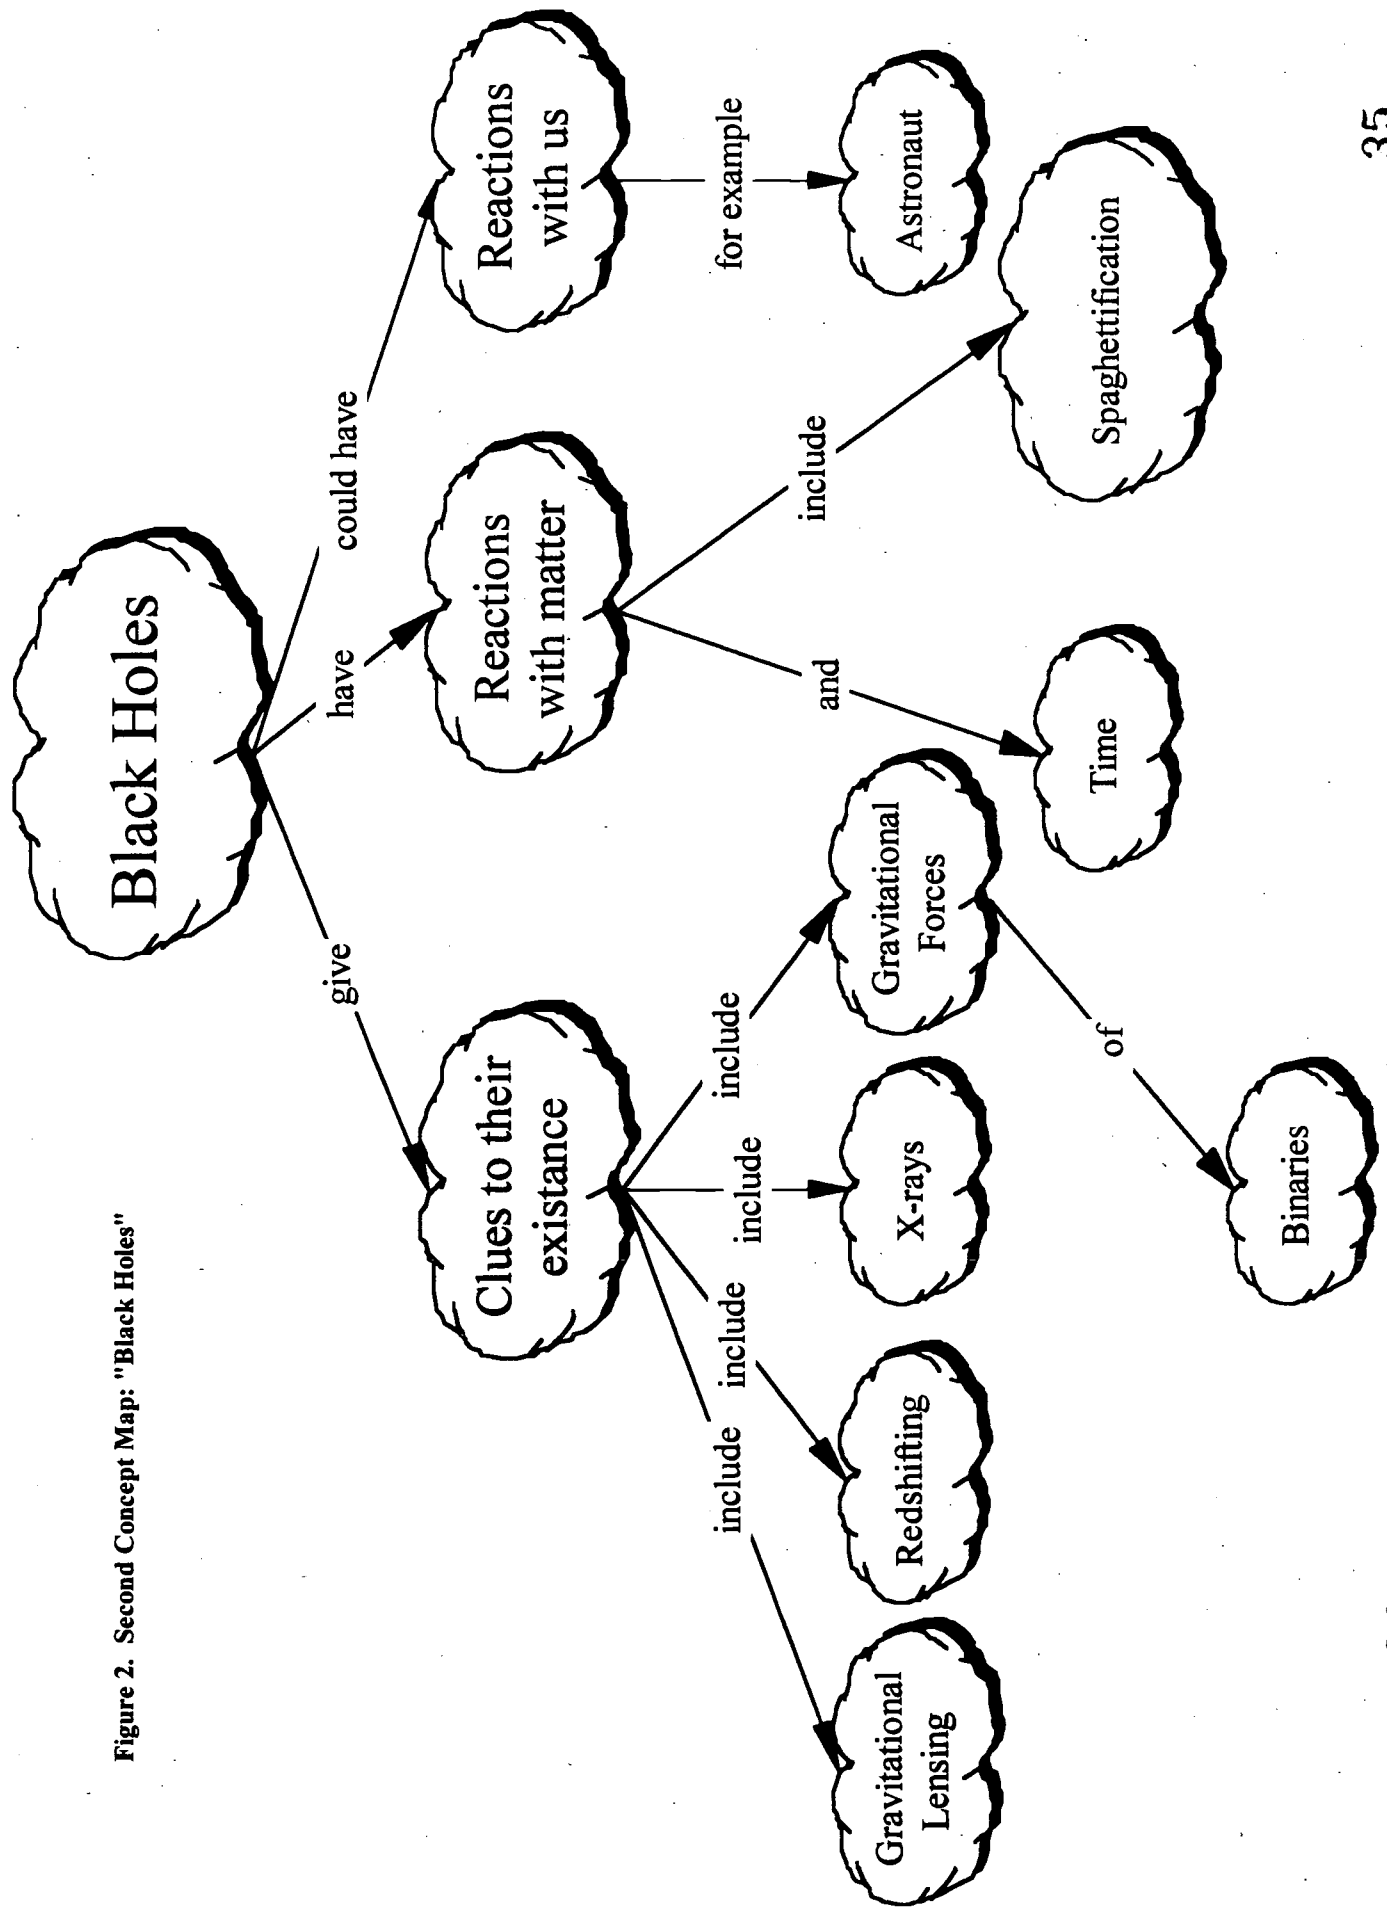 Figure 2.  Second Concept Map: "Black Holes"
Black Holes
give
have
could have
Clues to their
existance
Reactions
with matter
Reactions
with us
include
include
include
include
and
include
for example
Gravitational
Lensing
Redshifting
X-rays
Gravitational
Forces
Astronaut
of
Time
Spaghettification
Binaries
35